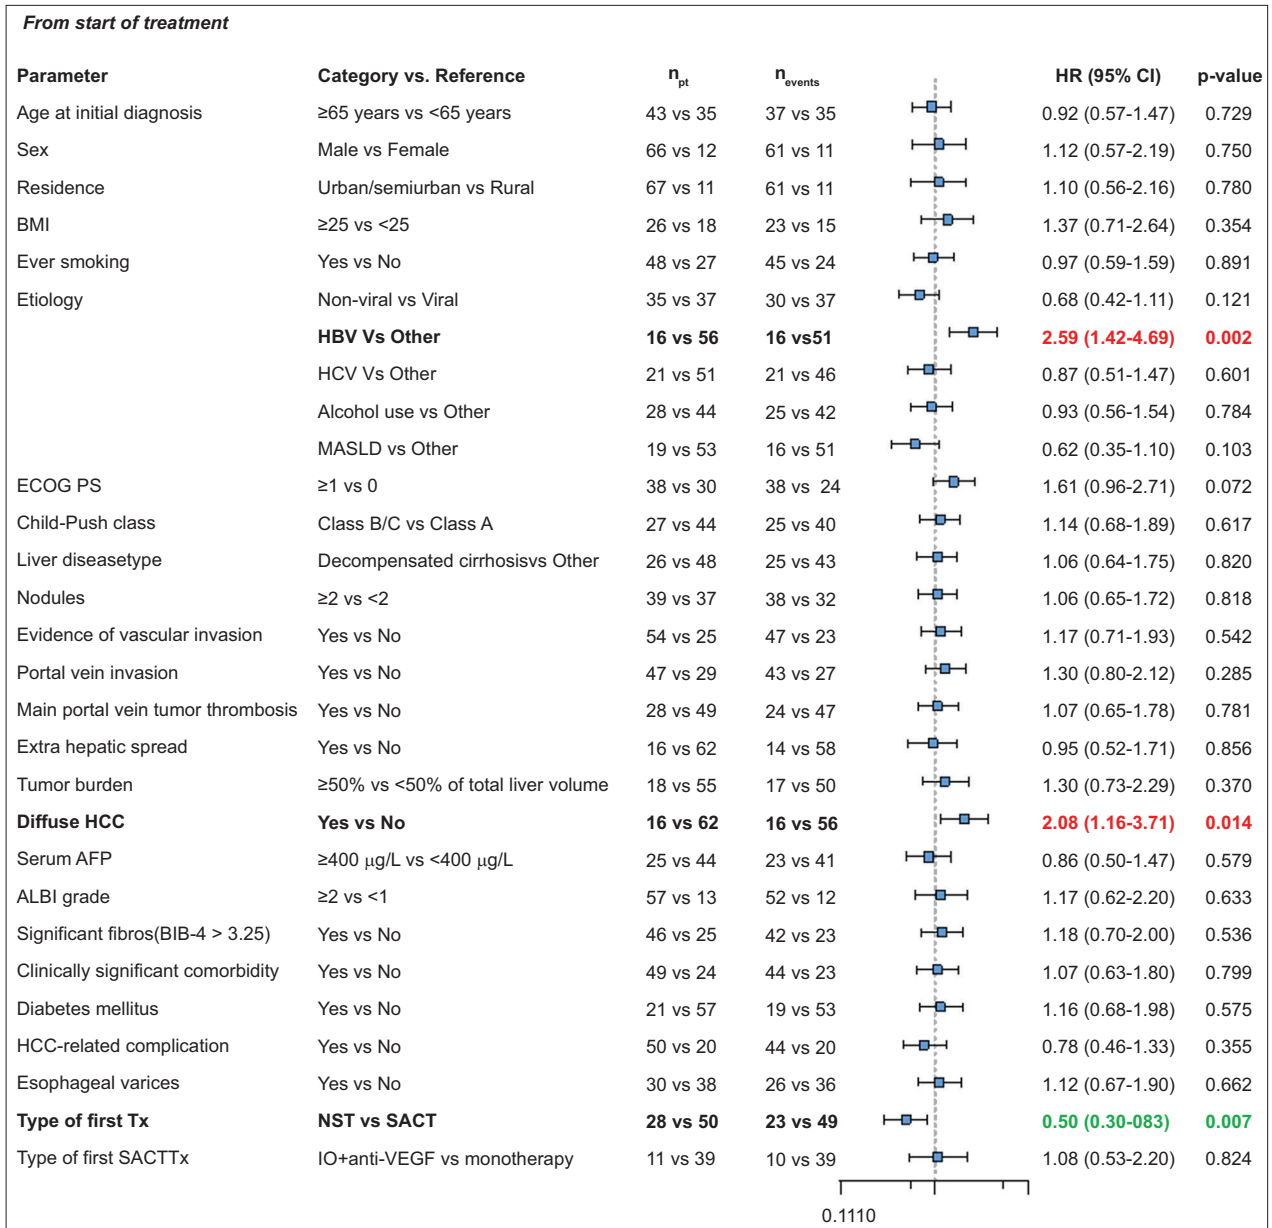 From start of treatment
Parameter Category vs. Reference n pt n events HR (95% CI) p-value
Age at initial diagnosis ≥65 years vs <65 years 43 vs 35 37 vs 35 0.92 (0.57-1.47) 0.729
Sex Male vs Female 66 vs 12 61 vs 11 1.12 (0.57-2.19) 0.750
Residence Urban/semiurban vs Rural 67 vs 11 61 vs 11 1.10 (0.56-2.16) 0.780
BMI ≥25 vs <25 26 vs 18 23 vs 15 1.37 (0.71-2.64) 0.354
Ever smoking Yes vs No 48 vs 27 45 vs 24 0.97 (0.59-1.59) 0.891
Etiology Non-viral vs Viral 35 vs 37 30 vs 37 0.68 (0.42-1.11) 0.121
HBV Vs Other 16 vs 56 16 vs51 2.59 (1.42-4.69) 0.002
HCV Vs Other 21 vs 51 21 vs 46 0.87 (0.51-1.47) 0.601
Alcohol use vs Other 28 vs 44 25 vs 42 0.93 (0.56-1.54) 0.784
MASLD vs Other 19 vs 53 16 vs 51 0.62 (0.35-1.10) 0.103
ECOG PS ≥1 vs 0 38 vs 30 38 vs 24 1.61 (0.96-2.71) 0.072
Child-Push class Class B/C vs Class A 27 vs 44 25 vs 40 1.14 (0.68-1.89) 0.617
Liver diseasetype Decompensated cirrhosisvs Other 26 vs 48 25 vs 43 1.06 (0.64-1.75) 0.820
Nodules ≥2 vs <2 39 vs 37 38 vs 32 1.06 (0.65-1.72) 0.818
Evidence of vascular invasion Yes vs No 54 vs 25 47 vs 23 1.17 (0.71-1.93) 0.542
Portal vein invasion Yes vs No 47 vs 29 43 vs 27 1.30 (0.80-2.12) 0.285
Main portal vein tumor thrombosis Yes vs No 28 vs 49 24 vs 47 1.07 (0.65-1.78) 0.781
Extra hepatic spread Yes vs No 16 vs 62 14 vs 58 0.95 (0.52-1.71) 0.856
Tumor burden ≥50% vs <50% of total liver volume 18 vs 55 17 vs 50 1.30 (0.73-2.29) 0.370
Diffuse HCC Yes vs No 16 vs 62 16 vs 56 2.08 (1.16-3.71) 0.014
Serum AFP ≥400 μg/L vs <400 μg/L 25 vs 44 23 vs 41 0.86 (0.50-1.47) 0.579
ALBI grade ≥2 vs <1 57 vs 13 52 vs 12 1.17 (0.62-2.20) 0.633
Significant fibros(BIB-4 > 3.25) Yes vs No 46 vs 25 42 vs 23 1.18 (0.70-2.00) 0.536
Clinically significant comorbidity Yes vs No 49 vs 24 44 vs 23 1.07 (0.63-1.80) 0.799
Diabetes mellitus Yes vs No 21 vs 57 19 vs 53 1.16 (0.68-1.98) 0.575
HCC-related complication Yes vs No 50 vs 20 44 vs 20 0.78 (0.46-1.33) 0.355
Esophageal varices Yes vs No 30 vs 38 26 vs 36 1.12 (0.67-1.90) 0.662
Type of first Tx NST vs SACT 28 vs 50 23 vs 49 0.50 (0.30-083) 0.007
Type of first SACTTx IO+anti-VEGF vs monotherapy 11 vs 39 10 vs 39 1.08 (0.53-2.20) 0.824
0.1110